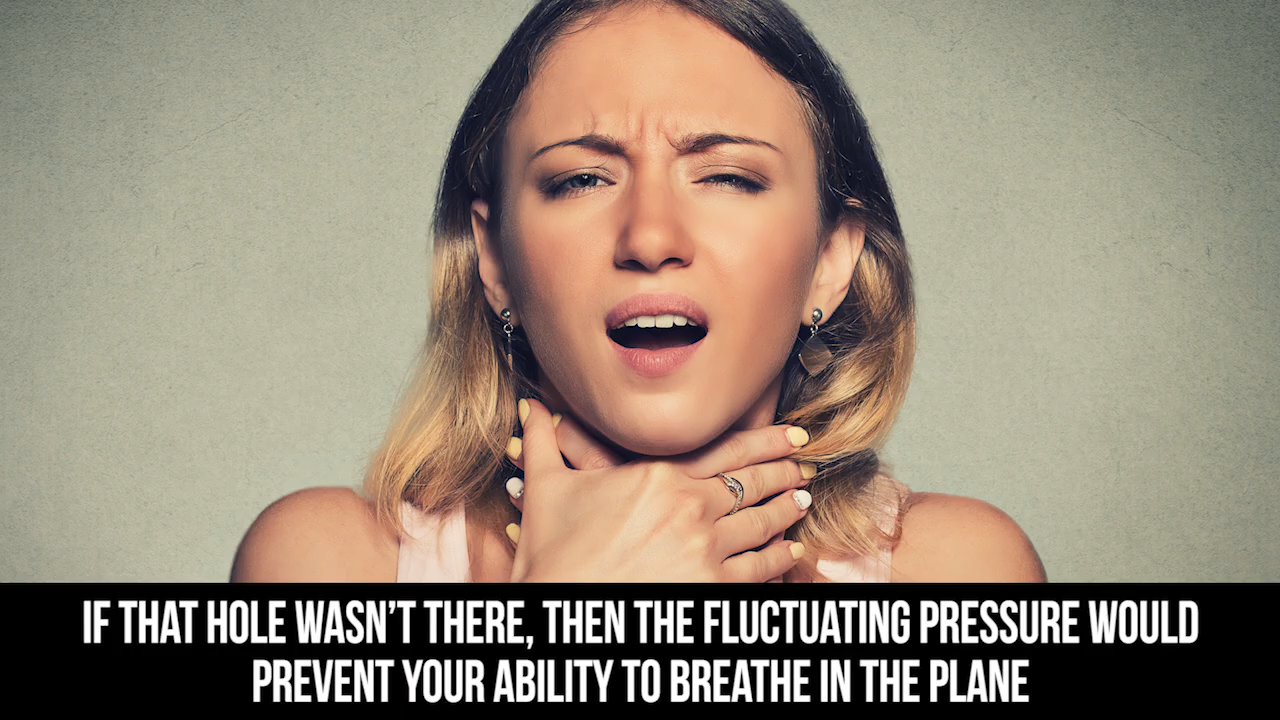 IF THAT HOLE WASN’T THERE, THEN THE FLUCTUATING PRESSURE WOULD
PREVENT YOUR ABILITY TO BREATHE IN THE PLANE